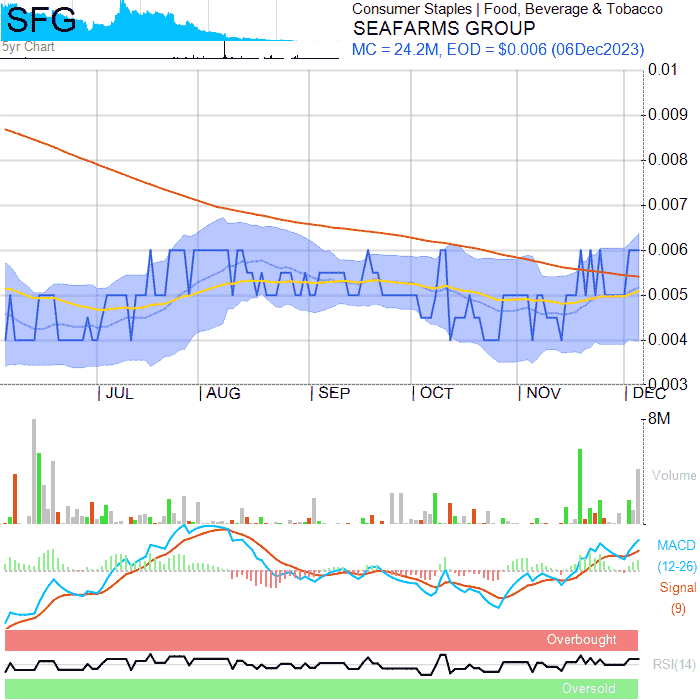 SFG
5yr Chart
Consumer Staples | Food, Beverage & Tobacco
SEAFARMS GROUP
MC = 24.2M, EOD = $0.006 (06Dec2023)
0.01
0.009
0.008
0.007
0.006
0.005
0.004
0.003
JUL AUG SEP OCT NOV DEC
8M
Volume
MACD
(12-26)
Signal
(9)
Overbought
RSI(14)
Oversold